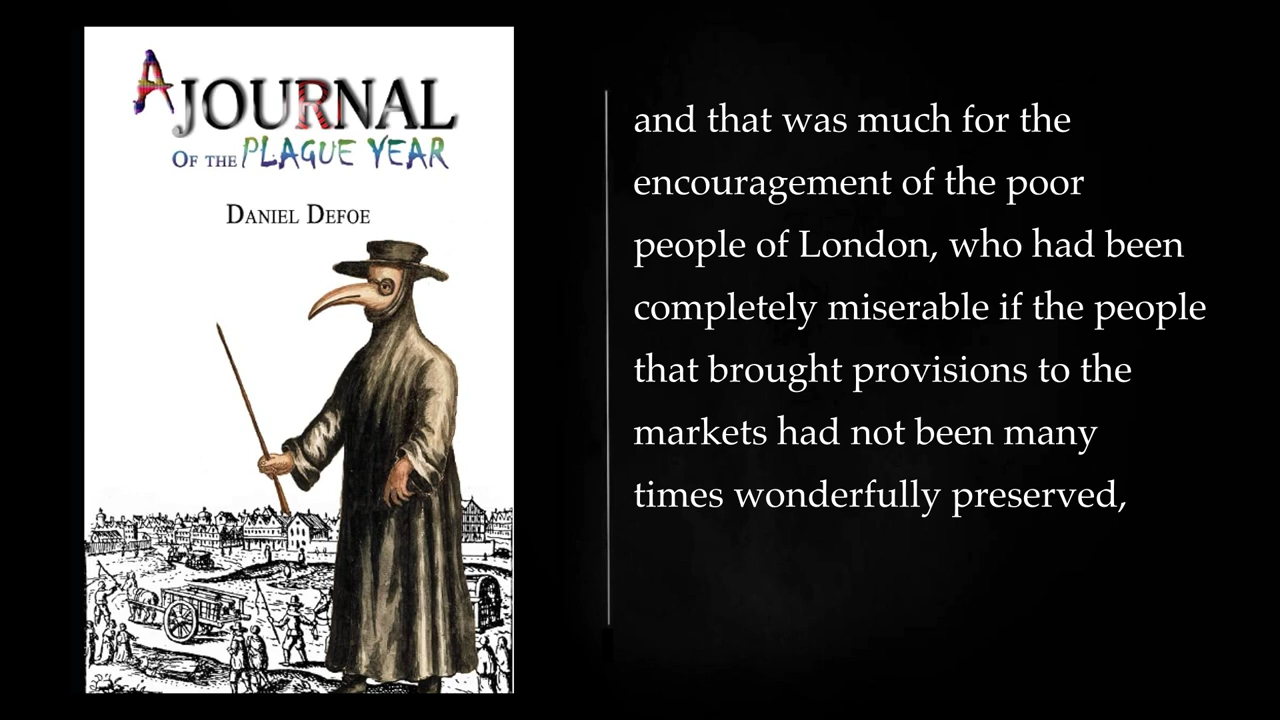 A JOURNAL
OF THE PLAGUE YEAR
DANIEL DEFOE
and that was much for the
encouragement of the poor
people of London, who had been
completely miserable if the people
that brought provisions to the
markets had not been many
times wonderfully preserved,